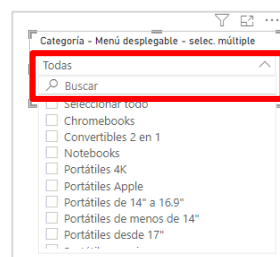 Categoría - Menú desplegable - selec. múltiple
Todas
Buscar
Seleccionar todo
Chromebooks
Convertibles 2 en 1
Notebooks
Portátiles 4K
Portátiles Apple
Portátiles de 14" a 16.9"
Portátiles de menos de 14"
Portátiles desde 17"